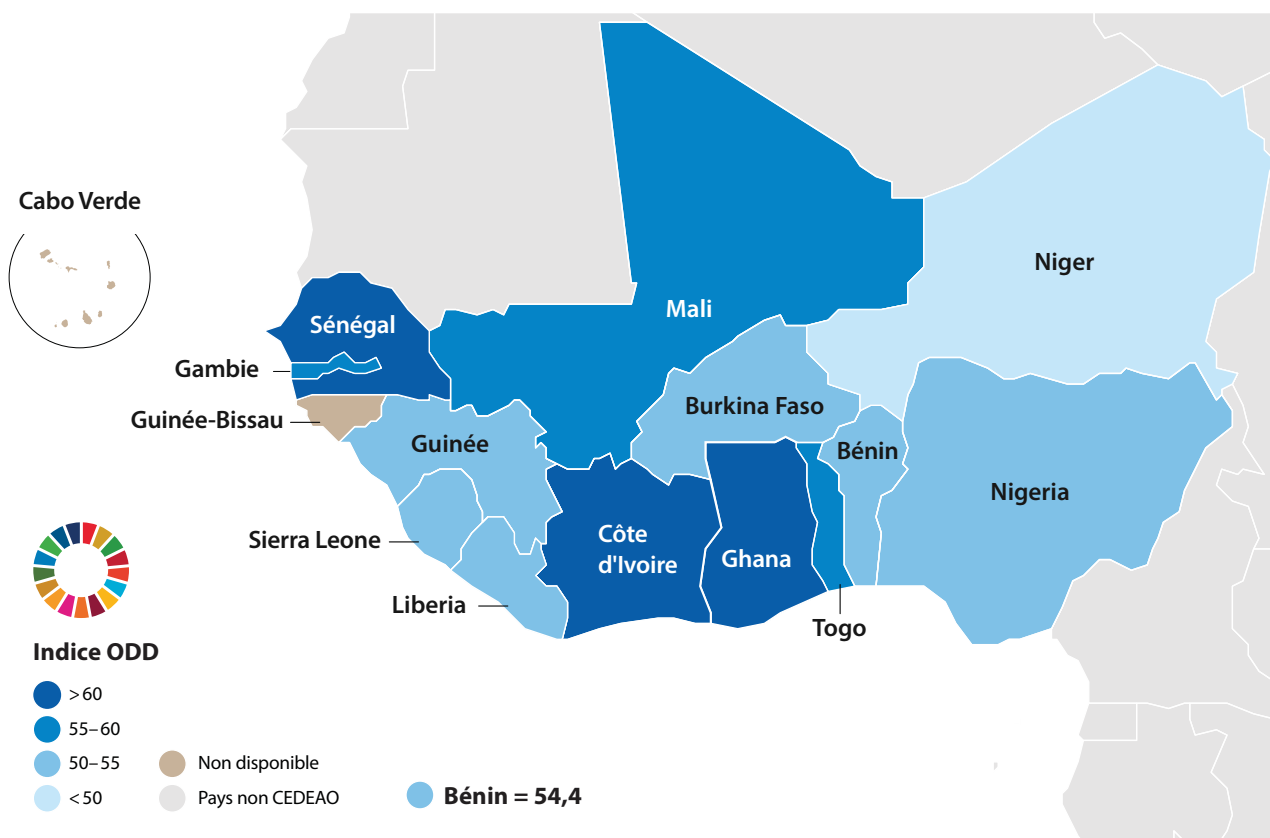 Cabo Verde
Niger
Mali
Sénégal
Gambie
Burkina Faso
Guinée-Bissau
Guinée
Bénin
Nigeria
Sierra Leone
Côte
d'Ivoire
Ghana
Liberia
Togo
Indice ODD
>60
55–60
50–55
Non disponible
<50
Pays non CEDEAO
Bénin = 54,4